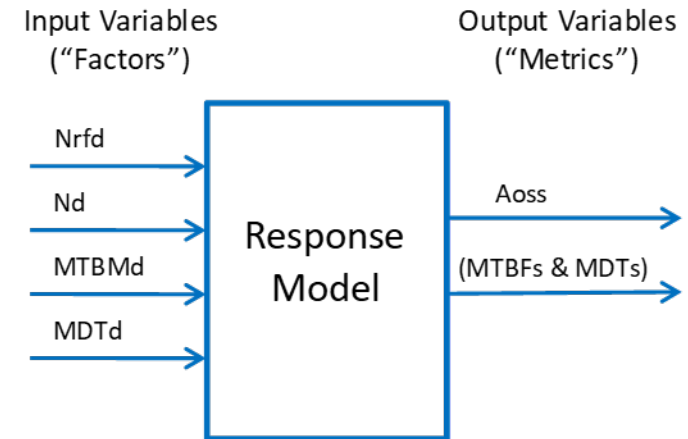 Input Variables
(“Factors”)
Output Variables
(“Metrics”)
Nrfd
Nd
MTBMd
MDTd
Response
Model
Aoss
(MTBFs & MDTs)